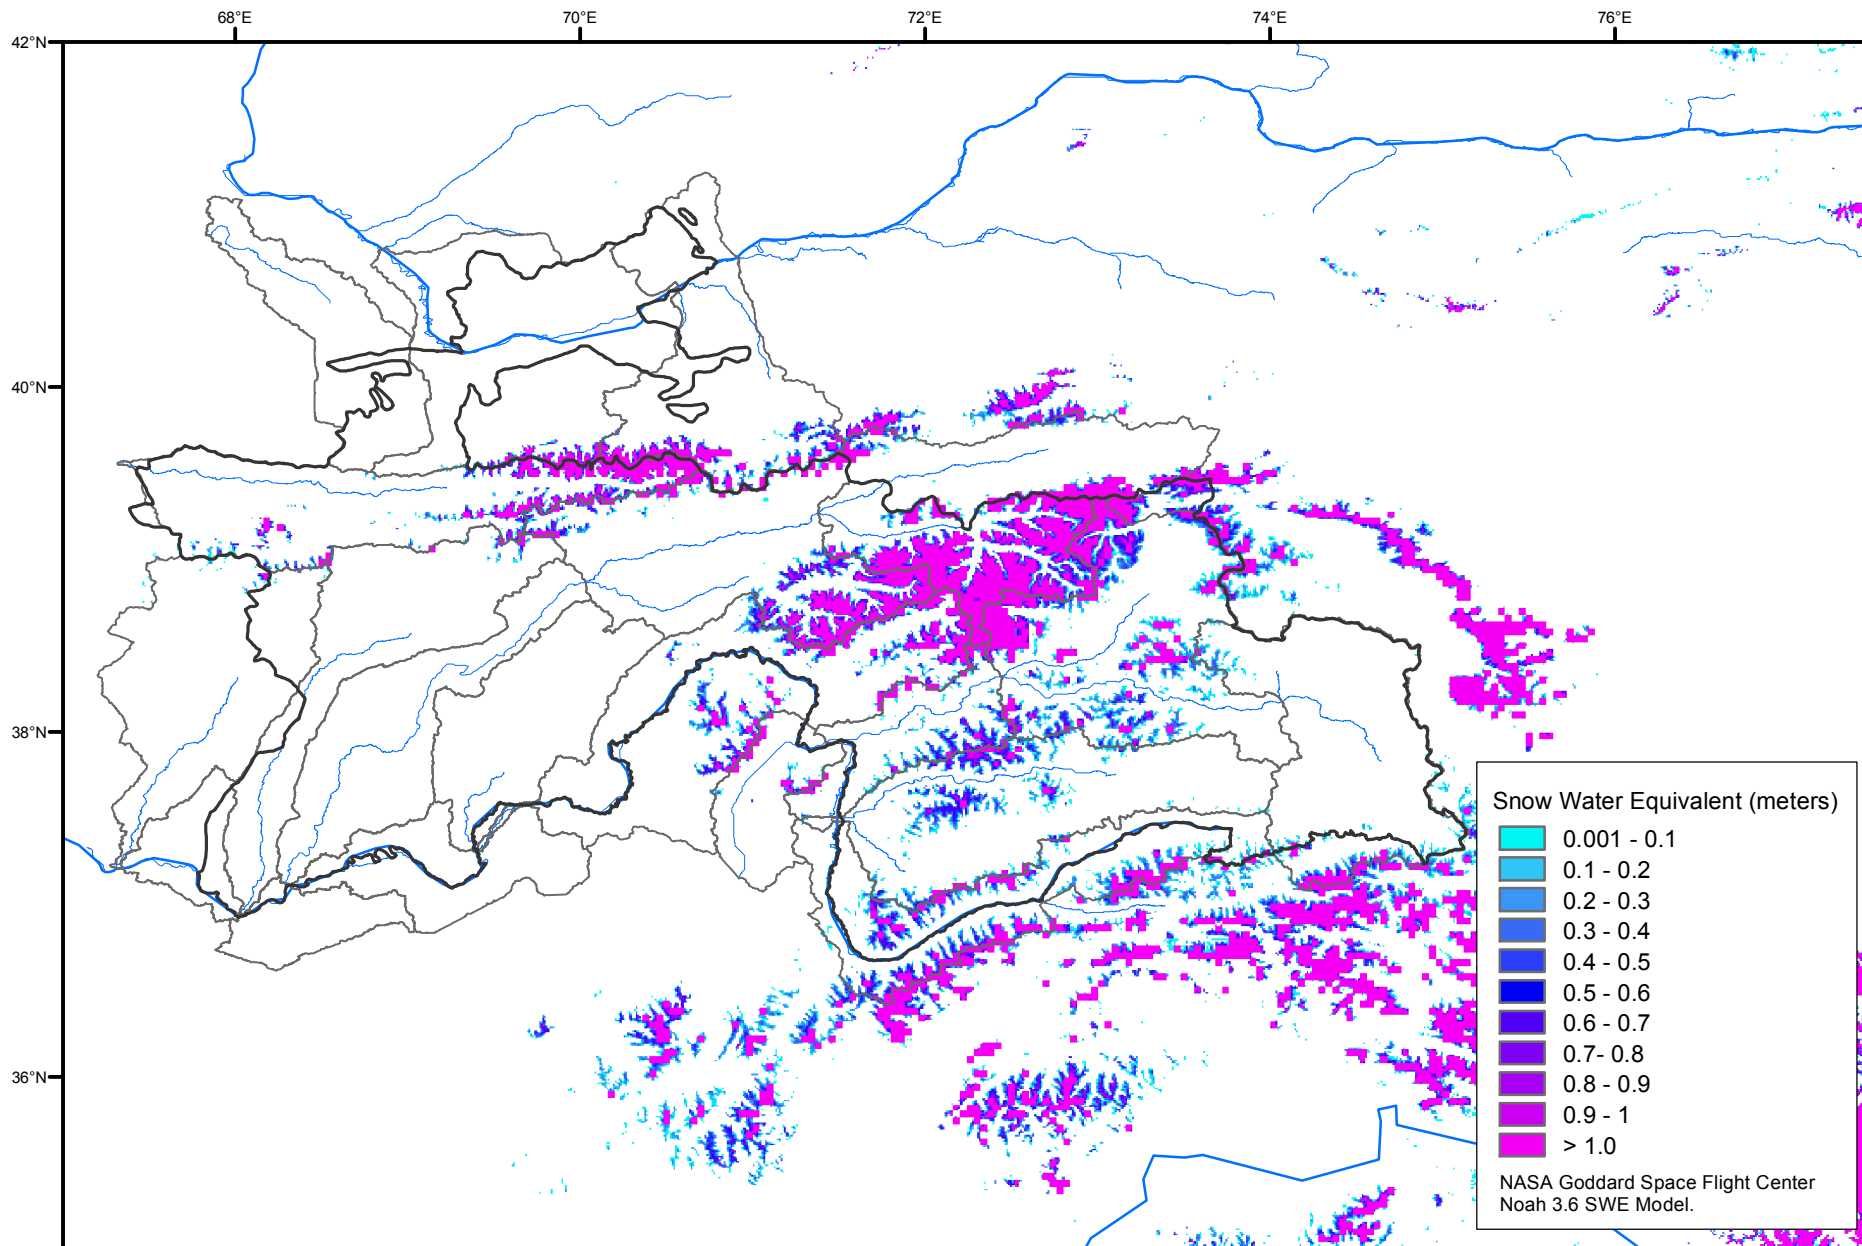 68°E 70°E 72°E 74°E 76°E
42°N
40°N
38°N
36°N
Snow Water Equivalent (meters)
0.001 - 0.1
0.1 - 0.2
0.2 - 0.3
0.3 - 0.4
0.4 - 0.5
0.5 - 0.6
0.6 - 0.7
0.7- 0.8
0.8 - 0.9
0.9 - 1
> 1.0
NASA Goddard Space Flight Center
Noah 3.6 SWE Model.